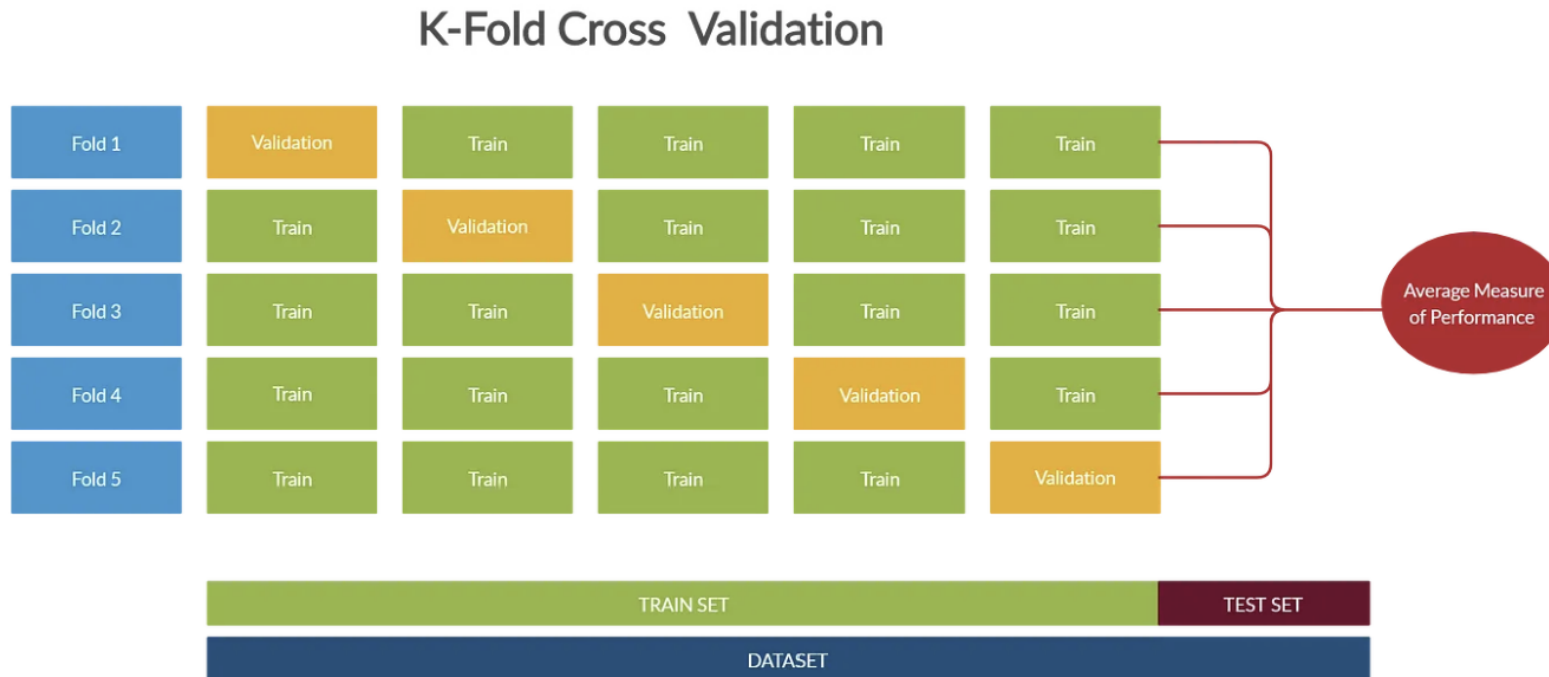 K-Fold Cross Validation
Fold 1 Validation Train Train Train Train
Fold 2 Train Validation Train Train Train
Fold 3 Train Train Validation Train Train
Fold 4 Train Train Train Validation Train
Fold 5 Train Train Train Train Validation
Average Measure
of Performance
TRAIN SET TEST SET
DATASET